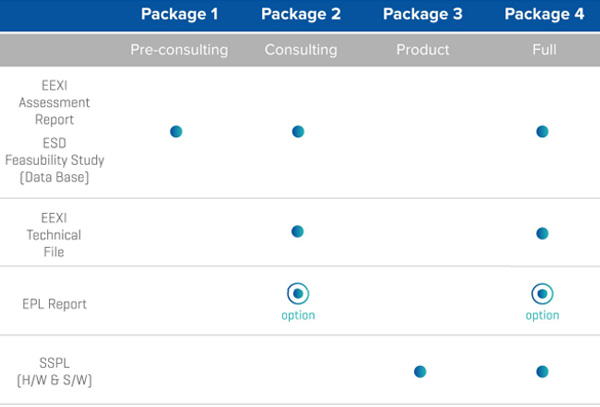 Package 1 Package 2 Package 3 Package 4
Pre-consulting Consulting Product Full
EEXI
Assessment
Report
ESD
Feasubility Study
(Data Base)
EEXI
Technical
File
EPL Report
option option
SSPL
(H/W & S/W)